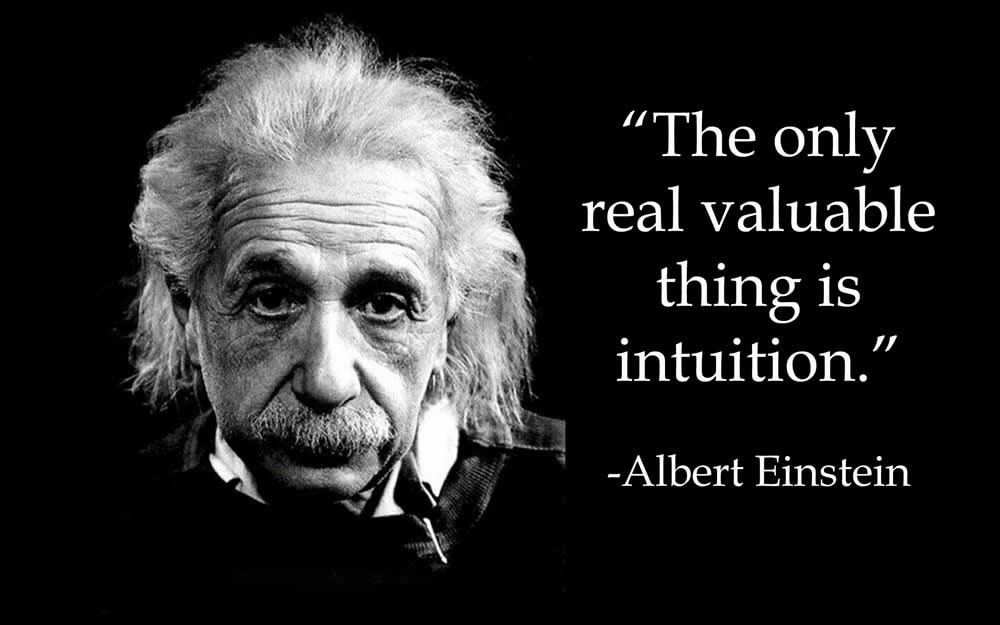 “The only
real valuable
thing is
intuition.”
-Albert Einstein